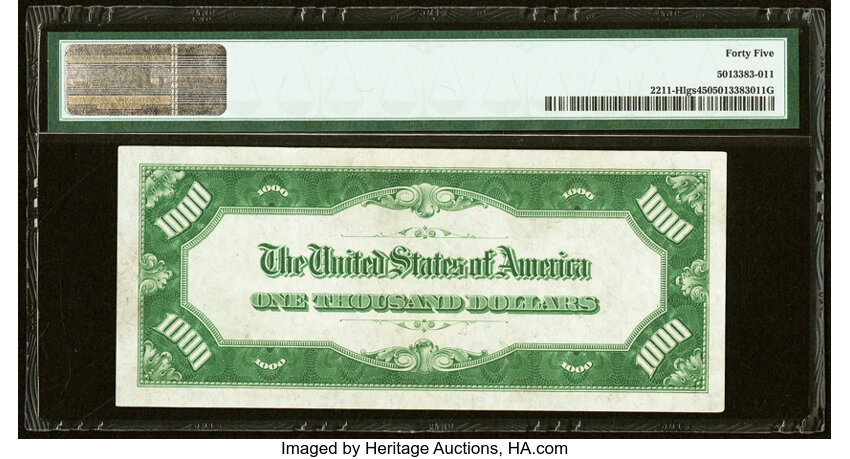 Forty Five
5013383-011
2211-Hlgs4505013383011G
1000 1000 1000 1000
The United States of America
ONE THOUSAND DOLLARS
1000 1000 1000 1000
Imaged by Heritage Auctions, HA.com